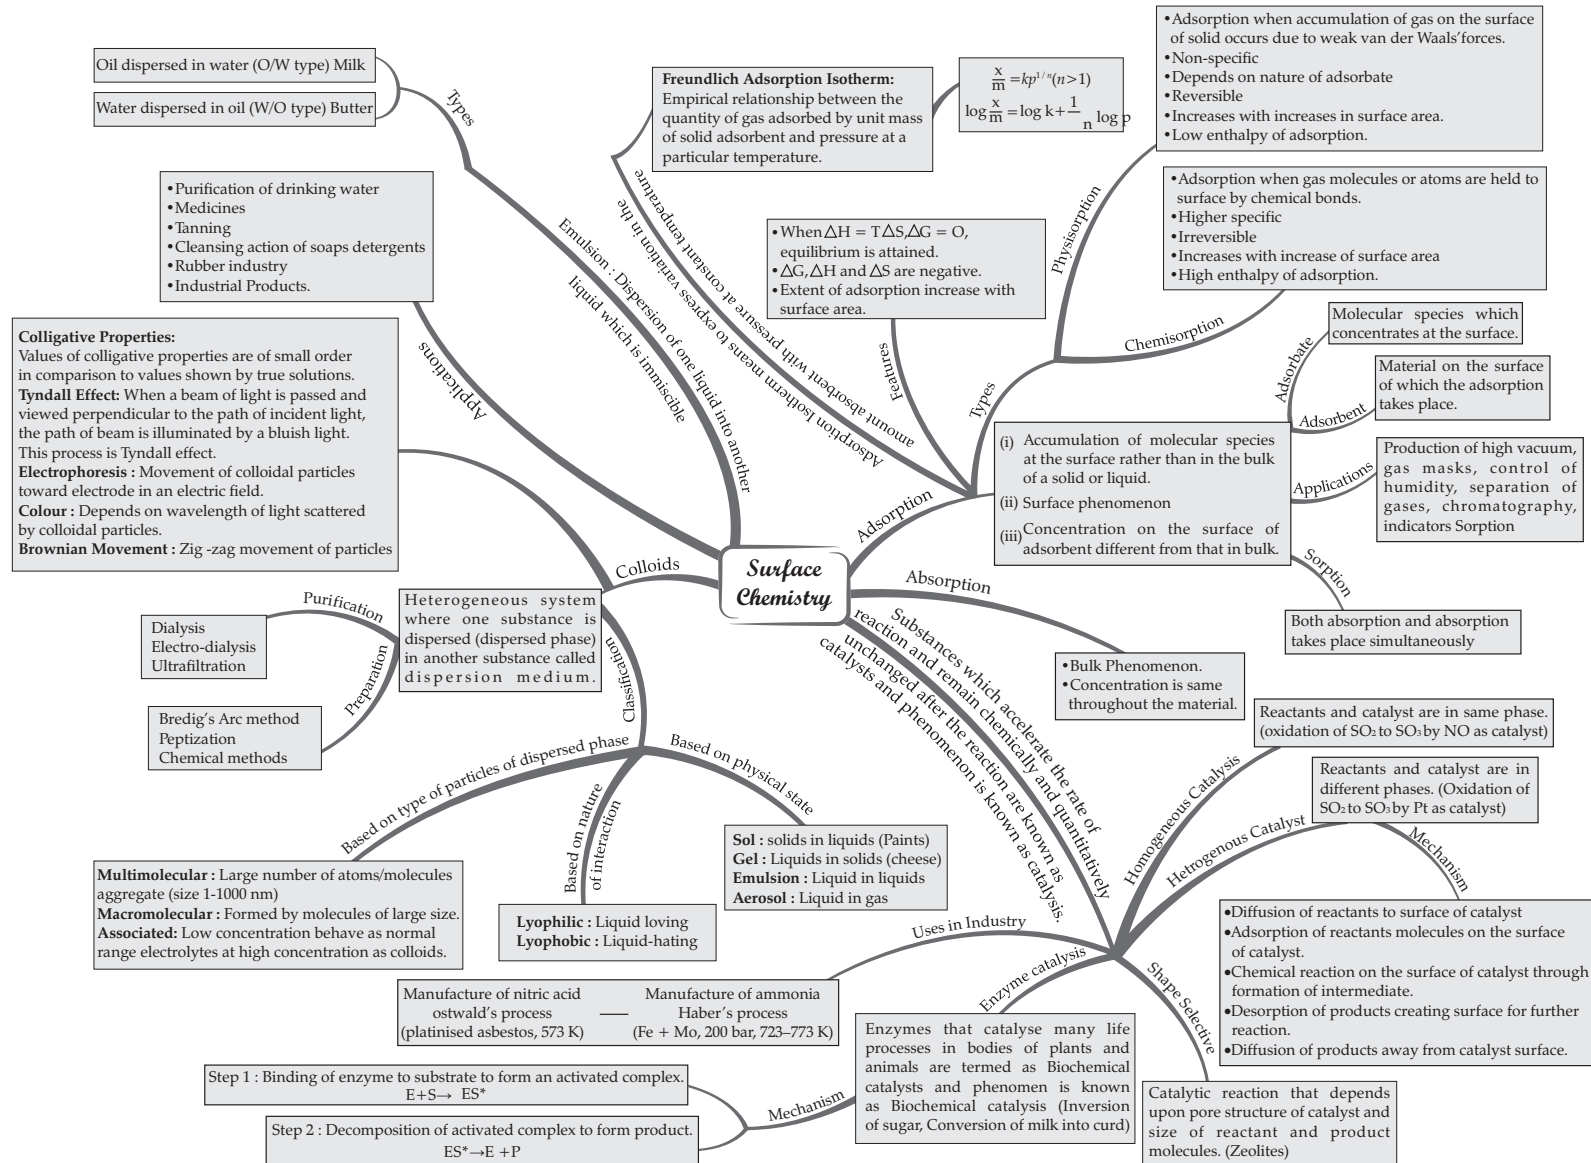 Surface
Chemistry
Adsorption
(i) Accumulation of molecular species
at the surface rather than in the bulk
of a solid or liquid.
(ii) Surface phenomenon
(iii) Concentration on the surface of
adsorbent different from that in bulk.
Types
Physisorption
•Adsorption when accumulation of gas on the surface
of solid occurs due to weak van der Waals'forces.
•Non-specific
•Depends on nature of adsorbate
•Reversible
•Increases with increases in surface area.
•Low enthalpy of adsorption.
Chemisorption
•Adsorption when gas molecules or atoms are held to
surface by chemical bonds.
•Higher specific
•Irreversible
•Increases with increase of surface area
•High enthalpy of adsorption.
Adsorbate
Molecular species which
concentrates at the surface.
Adsorbent
Material on the surface
of which the adsorption
takes place.
Applications
Production of high vacuum,
gas masks, control of
humidity, separation of
gases, chromatography,
indicators Sorption
Sorption
Both absorption and absorption
takes place simultaneously
Features
•When △H = T△S,△G = O,
equilibrium is attained.
•△G,△H and △S are negative.
•Extent of adsorption increase with
surface area.
Adsorption Isotherm means to express variation in the
amount absorbent with pressure at constant temperature
Freundlich Adsorption Isotherm:
Empirical relationship between the
quantity of gas adsorbed by unit mass
of solid adsorbent and pressure at a
particular temperature.
x/m = kp^1/n (n>1)
log x/m = log k + 1/n log p
Absorption
•Bulk Phenomenon.
•Concentration is same
throughout the material.
Substances which accelerate the rate of
reaction and remain chemically and quantitatively
unchanged after the reaction are known as
catalysts and phenomenon is known as catalysis.
Homogeneous Catalysis
Reactants and catalyst are in same phase.
(oxidation of SO₂ to SO₃ by NO as catalyst)
Hetrogenous Catalyst
Reactants and catalyst are in
different phases. (Oxidation of
SO₂ to SO₃ by Pt as catalyst)
Mechanism
•Diffusion of reactants to surface of catalyst
•Adsorption of reactants molecules on the surface
of catalyst.
•Chemical reaction on the surface of catalyst through
formation of intermediate.
•Desorption of products creating surface for further
reaction.
•Diffusion of products away from catalyst surface.
Shape Selective
Catalytic reaction that depends
upon pore structure of catalyst and
size of reactant and product
molecules. (Zeolites)
Enzyme catalysis
Enzymes that catalyse many life
processes in bodies of plants and
animals are termed as Biochemical
catalysts and phenomen is known
as Biochemical catalysis (Inversion
of sugar, Conversion of milk into curd)
Mechanism
Step 1 : Binding of enzyme to substrate to form an activated complex.
E+S→ ES*
Step 2 : Decomposition of activated complex to form product.
ES*→E +P
Uses in Industry
Manufacture of nitric acid
ostwald's process
(platinised asbestos, 573 K)
Manufacture of ammonia
Haber's process
(Fe + Mo, 200 bar, 723–773 K)
Emulsion : Dispersion of one liquid into another
liquid which is immiscible
Types
Oil dispersed in water (O/W type) Milk
Water dispersed in oil (W/O type) Butter
Applications
•Purification of drinking water
•Medicines
•Tanning
•Cleansing action of soaps detergents
•Rubber industry
•Industrial Products.
Colloids
Colligative Properties:
Values of colligative properties are of small order
in comparison to values shown by true solutions.
Tyndall Effect: When a beam of light is passed and
viewed perpendicular to the path of incident light,
the path of beam is illuminated by a bluish light.
This process is Tyndall effect.
Electrophoresis : Movement of colloidal particles
toward electrode in an electric field.
Colour : Depends on wavelength of light scattered
by colloidal particles.
Brownian Movement : Zig -zag movement of particles
Heterogeneous system
where one substance is
dispersed (dispersed phase)
in another substance called
dispersion medium.
Purification
Dialysis
Electro-dialysis
Ultrafiltration
Preparation
Bredig's Arc method
Peptization
Chemical methods
Classification
Based on type of particles of dispersed phase
Multimolecular : Large number of atoms/molecules
aggregate (size 1-1000 nm)
Macromolecular : Formed by molecules of large size.
Associated: Low concentration behave as normal
range electrolytes at high concentration as colloids.
Based on nature
of interaction
Lyophilic : Liquid loving
Lyophobic : Liquid-hating
Based on physical state
Sol : solids in liquids (Paints)
Gel : Liquids in solids (cheese)
Emulsion : Liquid in liquids
Aerosol : Liquid in gas